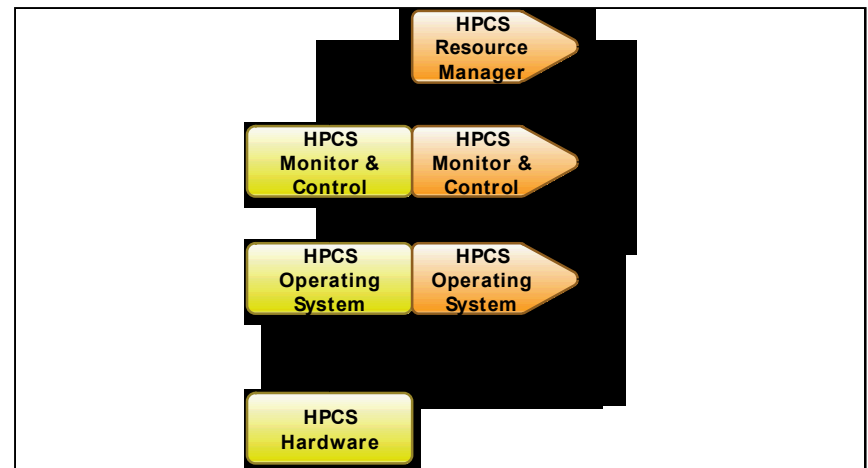 HPCS
Resource
Manager
HPCS
Monitor &
Control
HPCS
Monitor &
Control
HPCS
Operating
System
HPCS
Operating
System
HPCS
Hardware